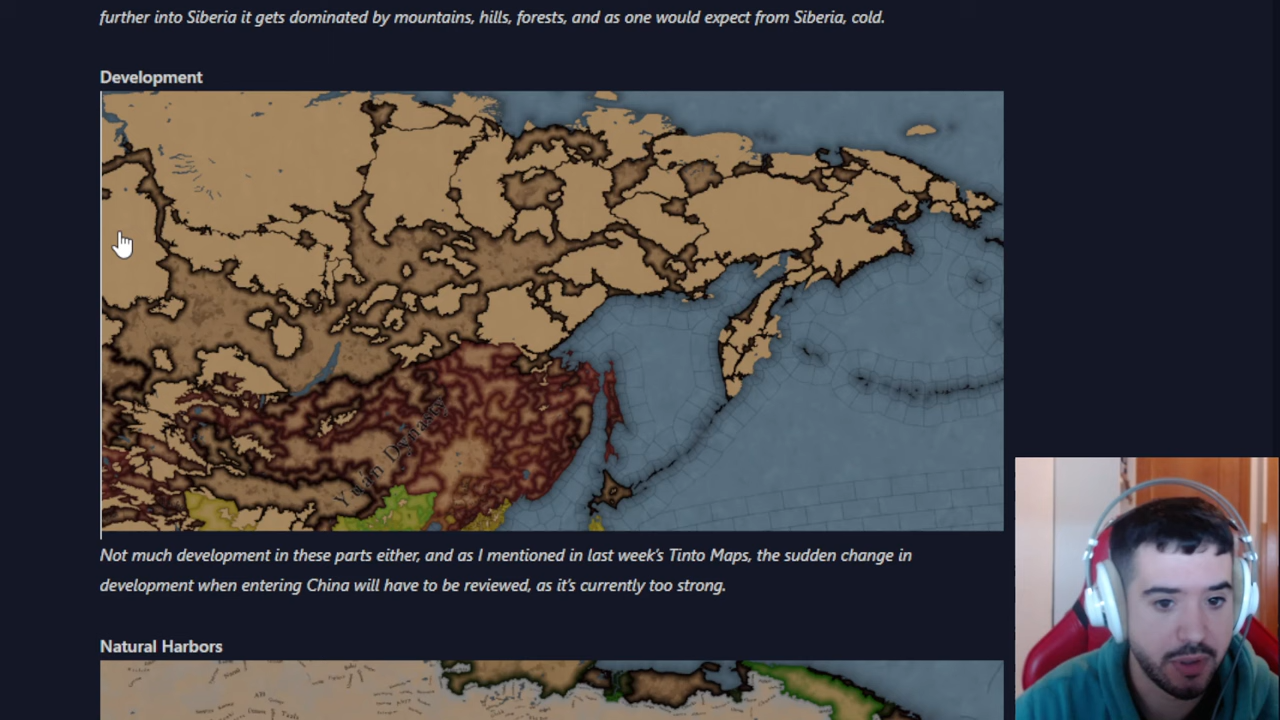 further into Siberia it gets dominated by mountains, hills, forests, and as one would expect from Siberia, cold.
Development
Yuan Dynasty
Not much development in these parts either, and as I mentioned in last week's Tinto Maps, the sudden change in
development when entering China will have to be reviewed, as it's currently too strong.
Natural Harbors